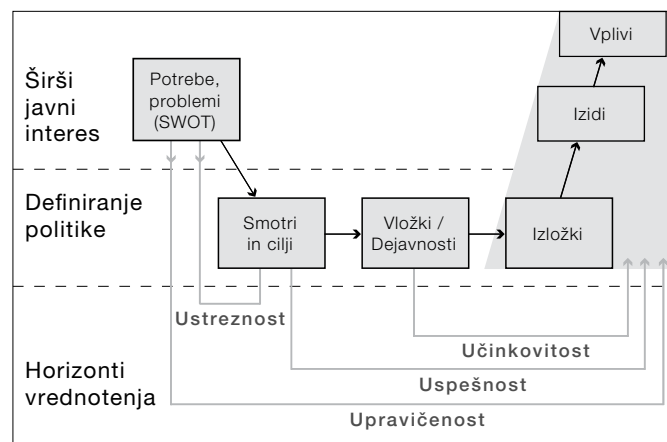 Vplivi
Širši
javni
interes
Potrebe,
problemi
(SWOT)
Izidi
Definiranje
politike
Smotri
in cilji
Vložki /
Dejavnosti
Izložki
Ustreznost
Učinkovitost
Uspešnost
Horizonti
vrednotenja
Upravičenost